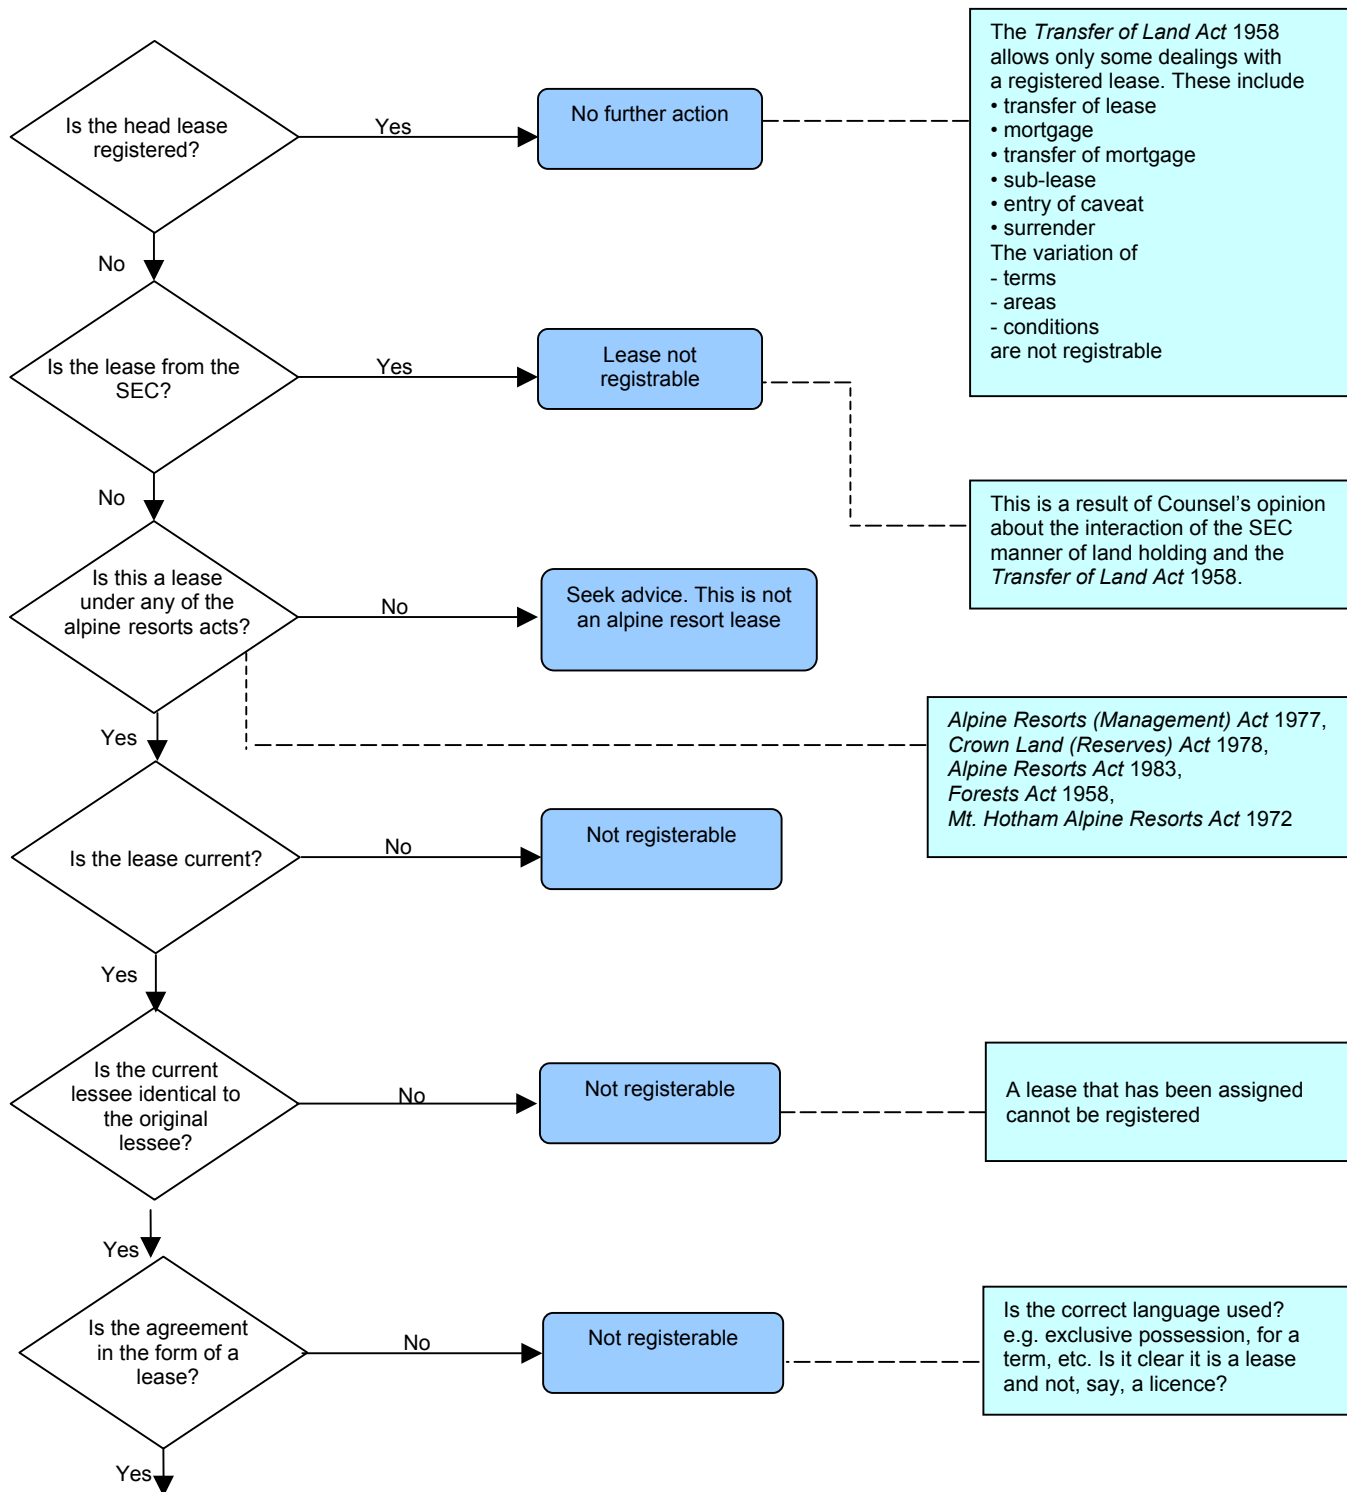 Is the head lease
registered?
Yes
No further action
The Transfer of Land Act 1958
allows only some dealings with
a registered lease. These include
• transfer of lease
• mortgage
• transfer of mortgage
• sub-lease
• entry of caveat
• surrender
The variation of
- terms
- areas
- conditions
are not registrable
No
Is the lease from the
SEC?
Yes
Lease not
registrable
This is a result of Counsel’s opinion
about the interaction of the SEC
manner of land holding and the
Transfer of Land Act 1958.
No
Is this a lease
under any of the
alpine resorts acts?
No
Seek advice. This is not
an alpine resort lease
Alpine Resorts (Management) Act 1977,
Crown Land (Reserves) Act 1978,
Alpine Resorts Act 1983,
Forests Act 1958,
Mt. Hotham Alpine Resorts Act 1972
Yes
Is the lease current?
No
Not registerable
Yes
Is the current
lessee identical to
the original
lessee?
No
Not registerable
A lease that has been assigned
cannot be registered
Yes
Is the agreement
in the form of a
lease?
No
Not registerable
Is the correct language used?
e.g. exclusive possession, for a
term, etc. Is it clear it is a lease
and not, say, a licence?
Yes